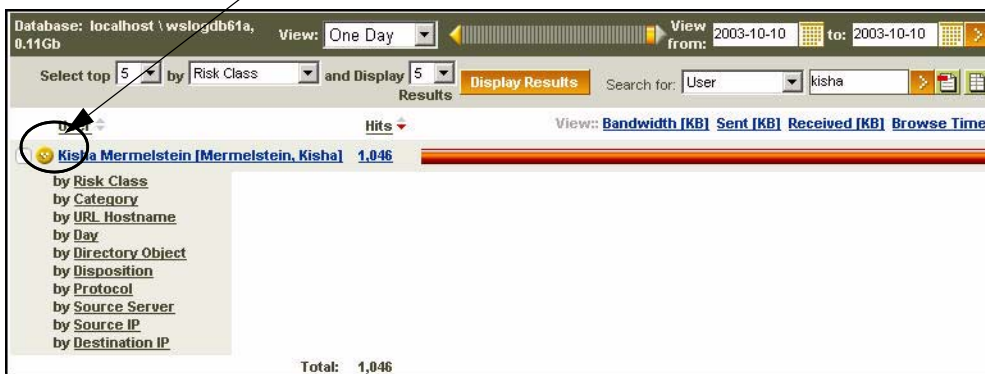 Database: localhost \ wslogdb61a, 0.11Gb
View: One Day
View from: 2003-10-10 to: 2003-10-10
Select top 5 by Risk Class and Display 5 Results Display Results Search for: User kisha
User Hits View:: Bandwidth [KB] Sent [KB] Received [KB] Browse Time
Kisha Mermelstein [Mermelstein, Kisha] 1,046
by Risk Class
by Category
by URL Hostname
by Day
by Directory Object
by Disposition
by Protocol
by Source Server
by Source IP
by Destination IP
Total: 1,046